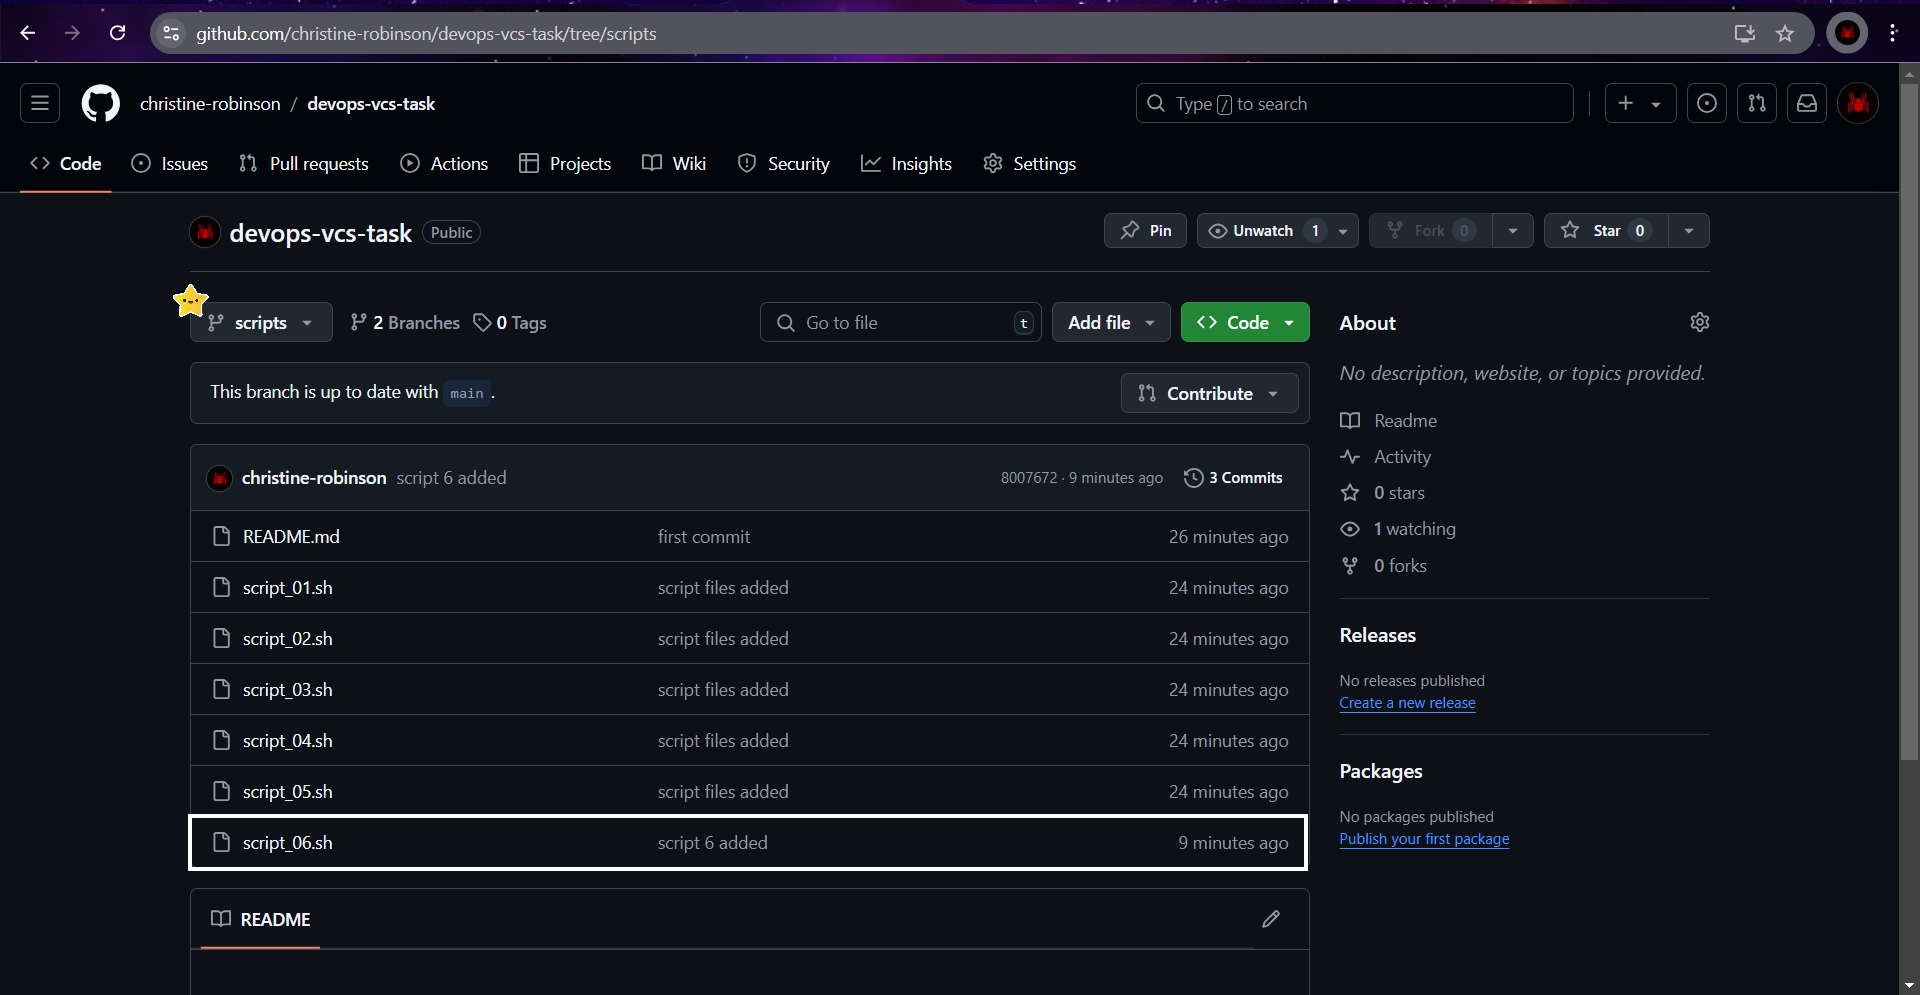 github.com/christine-robinson/devops-vcs-task/tree/scripts
christine-robinson / devops-vcs-task
Type / to search
Code Issues Pull requests Actions Projects Wiki Security Insights Settings
devops-vcs-task Public
Pin Unwatch 1 Fork 0 Star 0
scripts 2 Branches 0 Tags Go to file t Add file Code
About
No description, website, or topics provided.
This branch is up to date with main .
Contribute
Readme
Activity
0 stars
1 watching
0 forks
christine-robinson script 6 added 8007672 · 9 minutes ago 3 Commits
README.md first commit 26 minutes ago
script_01.sh script files added 24 minutes ago
script_02.sh script files added 24 minutes ago
script_03.sh script files added 24 minutes ago
script_04.sh script files added 24 minutes ago
script_05.sh script files added 24 minutes ago
script_06.sh script 6 added 9 minutes ago
Releases
No releases published
Create a new release
Packages
No packages published
Publish your first package
README